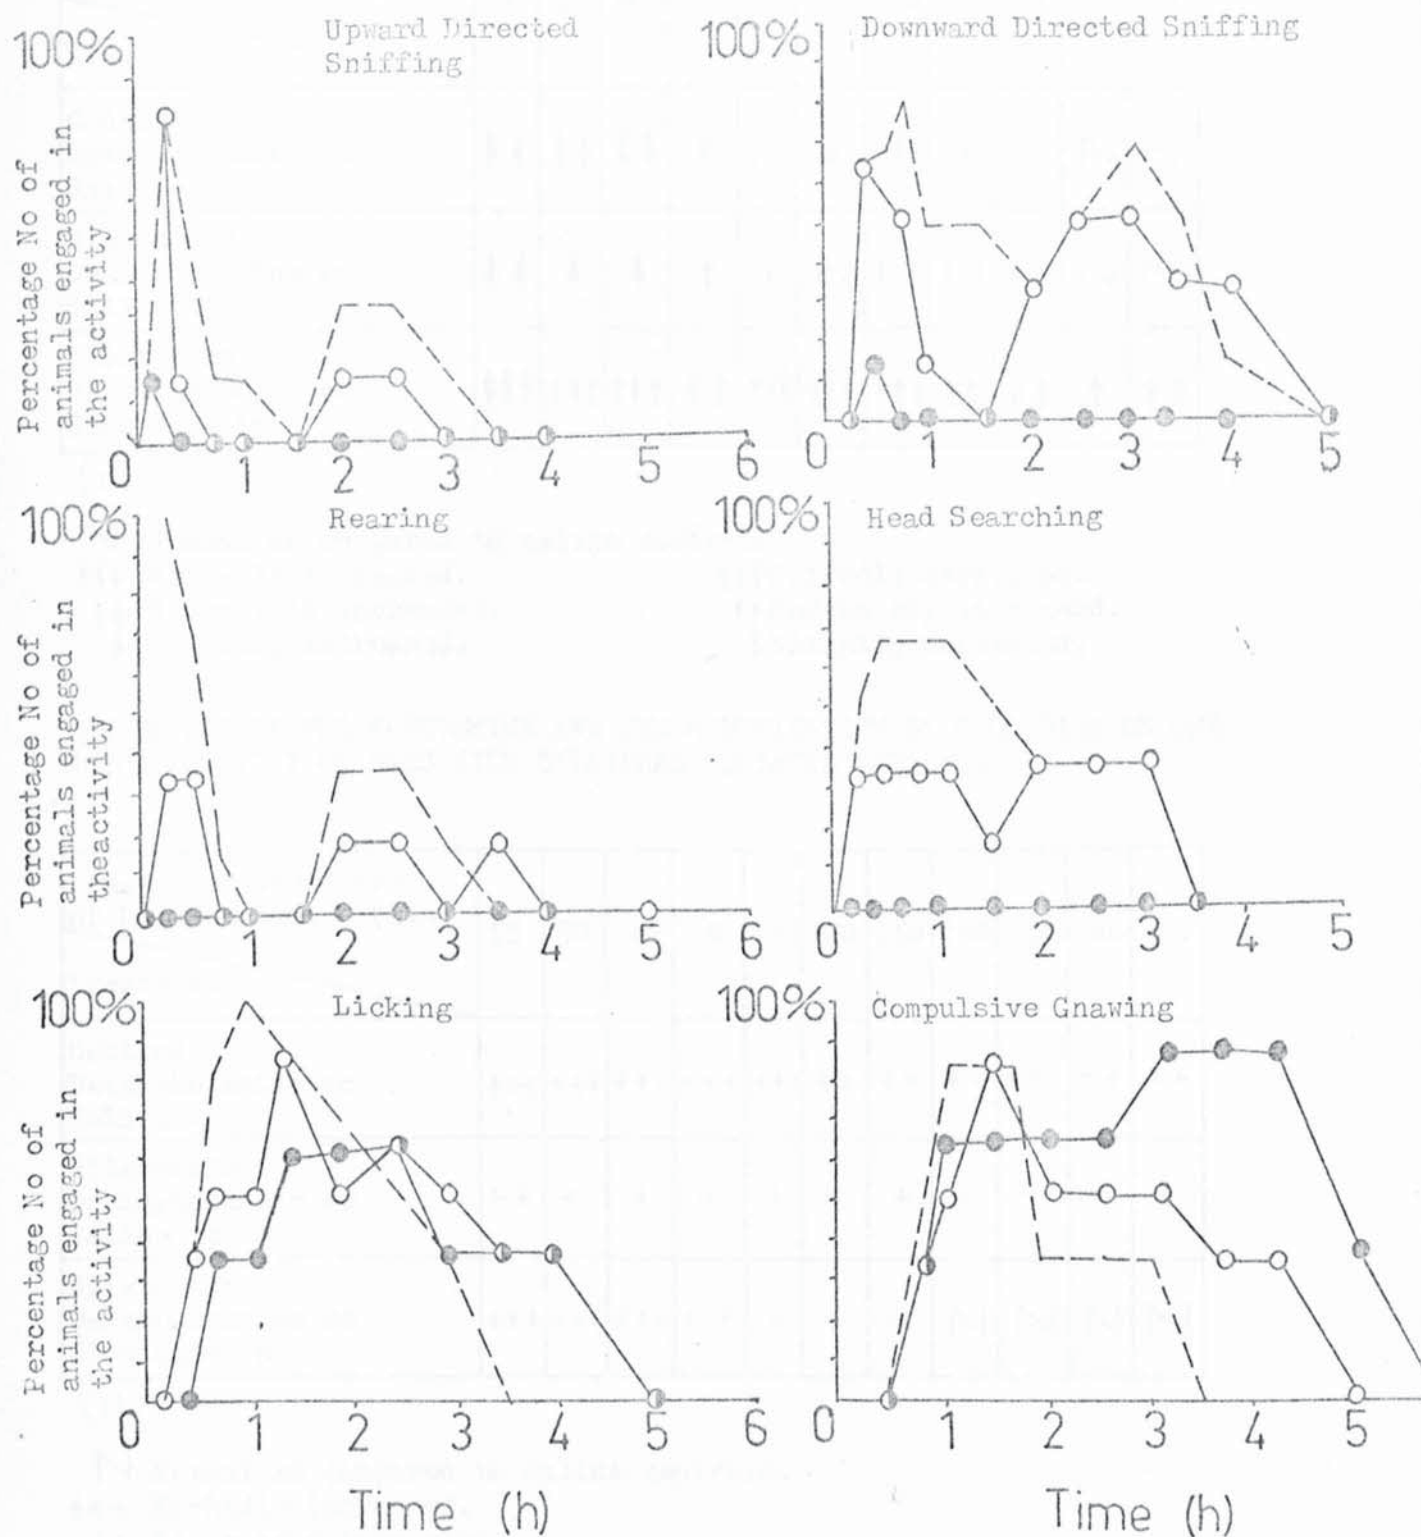 100%
Upward Directed
Sniffing
Percentage No of
animals engaged in
the activity
0 1 2 3 4 5 6
100%
Downward Directed Sniffing
0 1 2 3 4 5
100%
Rearing
Percentage No of
animals engaged in
theactivity
0 1 2 3 4 5 6
100%
Head Searching
0 1 2 3 4 5
100%
Licking
Percentage No of
animals engaged in
the activity
0 1 2 3 4 5 6
Time (h)
100%
Compulsive Gnawing
0 1 2 3 4 5
Time (h)